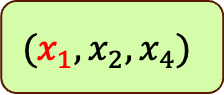 (x₁, x₂, x₄)